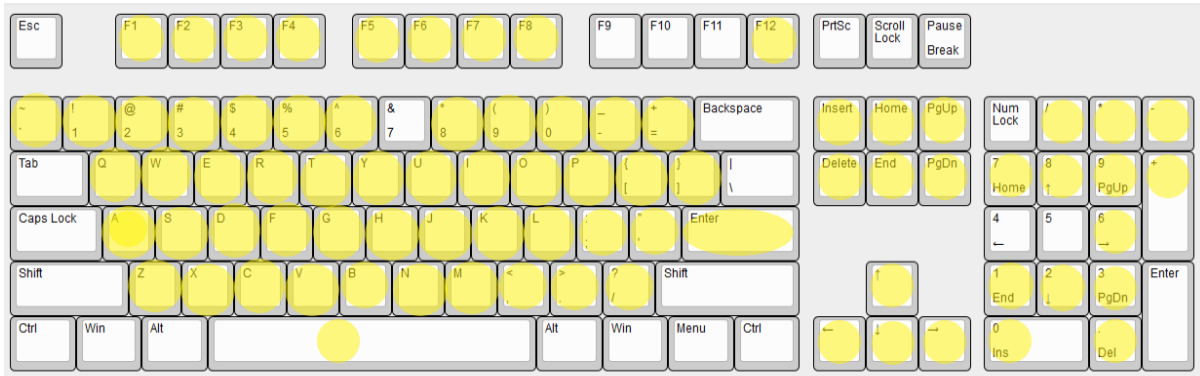 Esc F1 F2 F3 F4 F5 F6 F7 F8 F9 F10 F11 F12 PrtSc Scroll Lock Pause Break
~ ! @ # $ % ^ & * ( ) _ + Backspace Insert Home PgUp Num Lock / * -
` 1 2 3 4 5 6 7 8 9 0 - =
Tab Q W E R T Y U I O P { } | Delete End PgDn 7 8 9 +
[ ] \ Home ↑ PgUp
Caps Lock A S D F G H J K L : " Enter 4 5 6
; ' ← →
Shift Z X C V B N M < > ? Shift ↑ 1 2 3 Enter
, . / End ↓ PgDn
Ctrl Win Alt Alt Win Menu Ctrl ← ↓ → 0 .
Ins Del